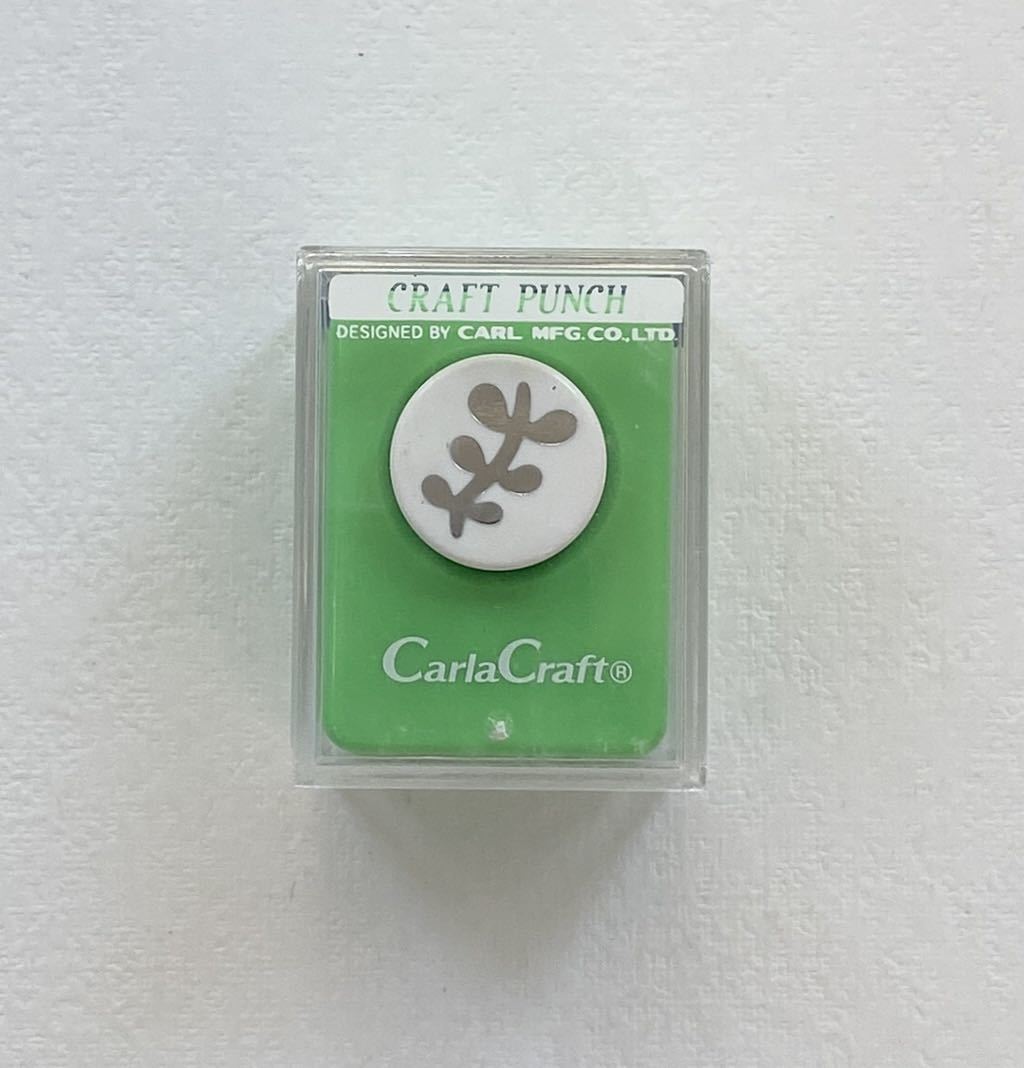 CRAFT PUNCH
DESIGNED BY CARL MFG.CO.,LTD.
CarlaCraft®